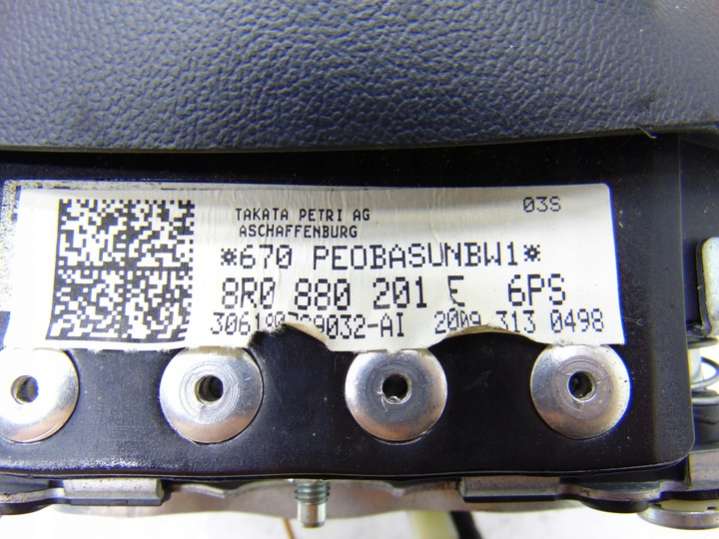 TAKATA PETRI AG
03S
ASCHAFFENBURG
*670 PEOBASUNBW1*
8R0 880 201 E 6PS
2009 313 0498